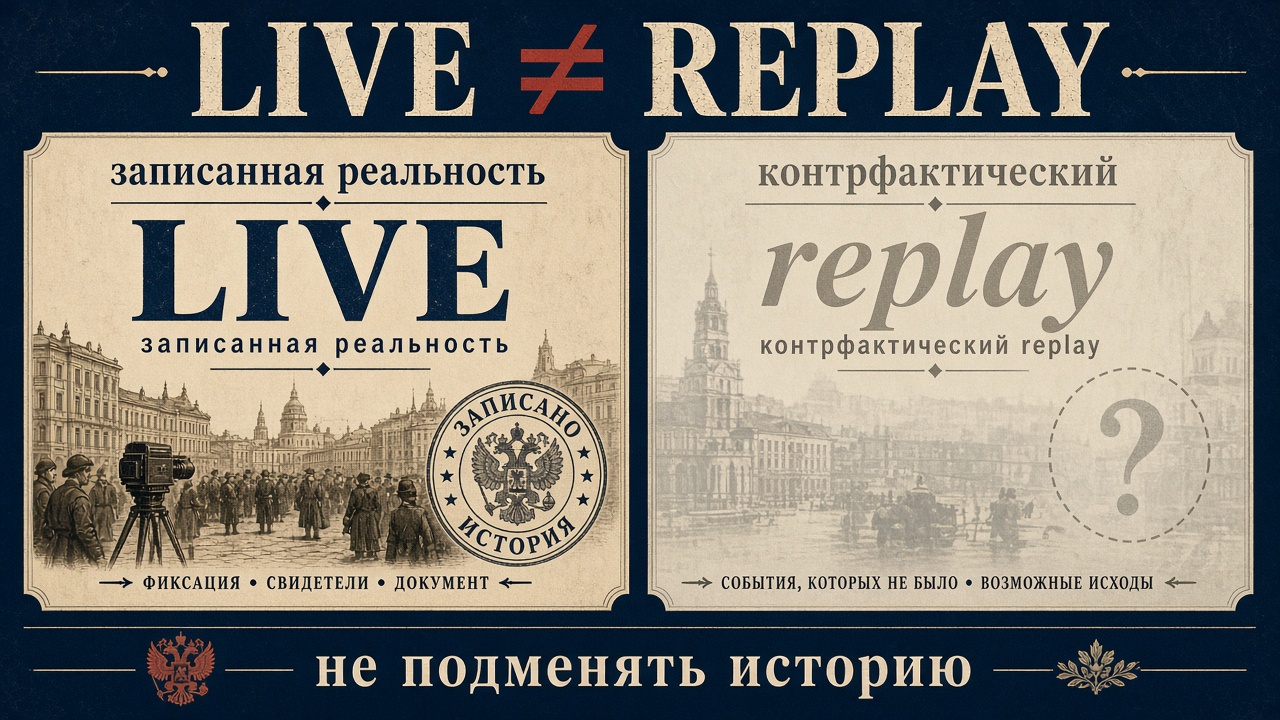 LIVE ≠ REPLAY
записанная реальность
LIVE
записанная реальность
ЗАПИСАНО
ИСТОРИЯ
ФИКСАЦИЯ • СВИДЕТЕЛИ • ДОКУМЕНТ
контрфактический
replay
контрфактический replay
?
СОБЫТИЯ, КОТОРЫХ НЕ БЫЛО • ВОЗМОЖНЫЕ ИСХОДЫ
не подменять историю